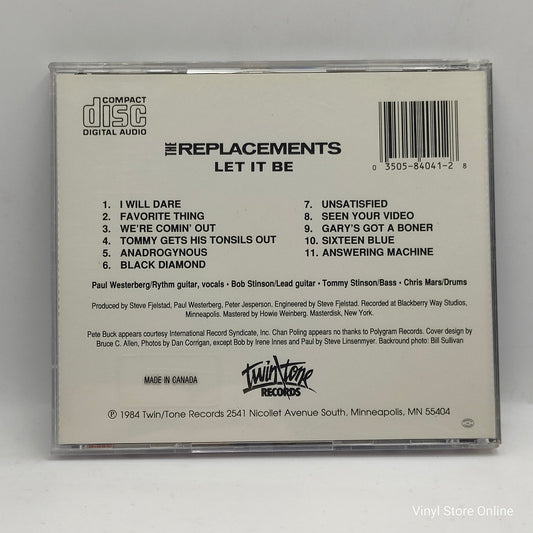 COMPACT
disc
DIGITAL AUDIO
THE REPLACEMENTS
LET IT BE
0 3505-84041-2 8
1. I WILL DARE
2. FAVORITE THING
3. WE'RE COMIN' OUT
4. TOMMY GETS HIS TONSILS OUT
5. ANADROGYNOUS
6. BLACK DIAMOND
7. UNSATISFIED
8. SEEN YOUR VIDEO
9. GARY'S GOT A BONER
10. SIXTEEN BLUE
11. ANSWERING MACHINE
Paul Westerberg/Rythm guitar, vocals • Bob Stinson/Lead guitar • Tommy Stinson/Bass • Chris Mars/Drums
Produced by Steve Fjelstad, Paul Westerberg, Peter Jesperson. Engineered by Steve Fjelstad. Recorded at Blackberry Way Studios,
Minneapolis. Mastered by Howie Weinberg. Masterdisk, New York.
Pete Buck appears courtesy International Record Syndicate, Inc. Chan Poling appears no thanks to Polygram Records. Cover design by
Bruce C. Allen, Photos by Dan Corrigan, except Bob by Irene Innes and Paul by Steve Linsenmyer. Backround photo: Bill Sullivan
MADE IN CANADA
twin/tone
RECORDS
℗ 1984 Twin/Tone Records 2541 Nicollet Avenue South, Minneapolis, MN 55404
Vinyl Store Online